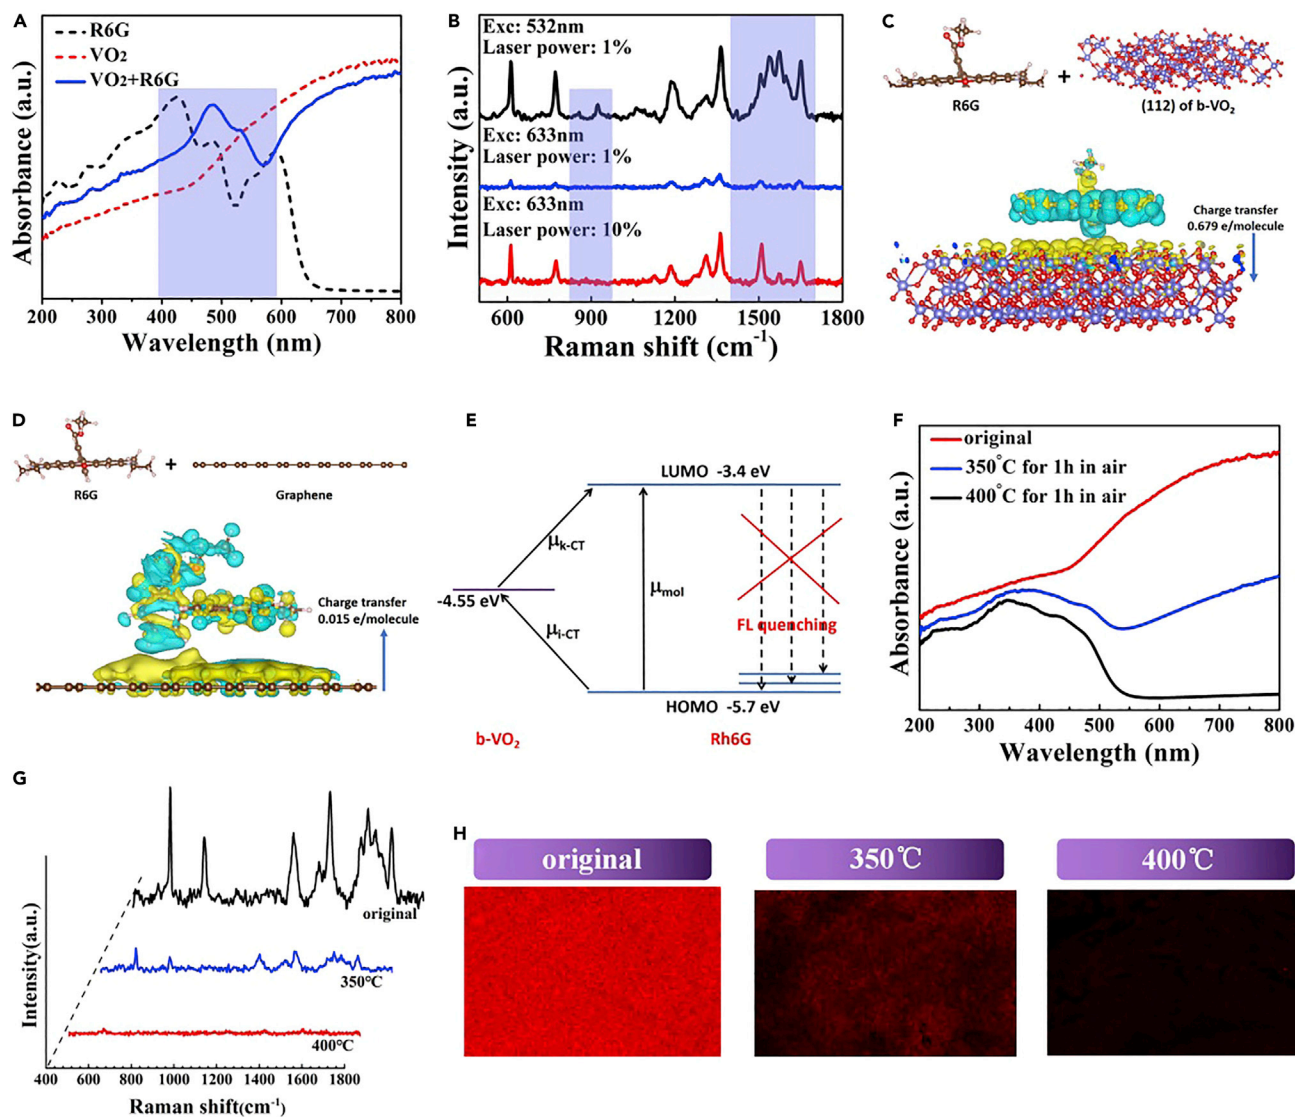 A
R6G
VO2
VO2+R6G
Absorbance (a.u.)
200 300 400 500 600 700 800
Wavelength (nm)
B
Exc: 532nm
Laser power: 1%
Exc: 633nm
Laser power: 1%
Exc: 633nm
Laser power: 10%
Intensity (a.u.)
600 900 1200 1500 1800
Raman shift (cm-1)
C
R6G
+
(112) of b-VO2
Charge transfer
0.679 e/molecule
D
R6G
+
Graphene
Charge transfer
0.015 e/molecule
E
LUMO -3.4 eV
μk-CT
μmol
-4.55 eV
μi-CT
FL quenching
HOMO -5.7 eV
b-VO2
Rh6G
F
original
350°C for 1h in air
400°C for 1h in air
Absorbance (a.u.)
200 300 400 500 600 700 800
Wavelength (nm)
G
original
350℃
400℃
Intensity(a.u.)
400 600 800 1000 1200 1400 1600 1800
Raman shift(cm-1)
H
original
350℃
400℃